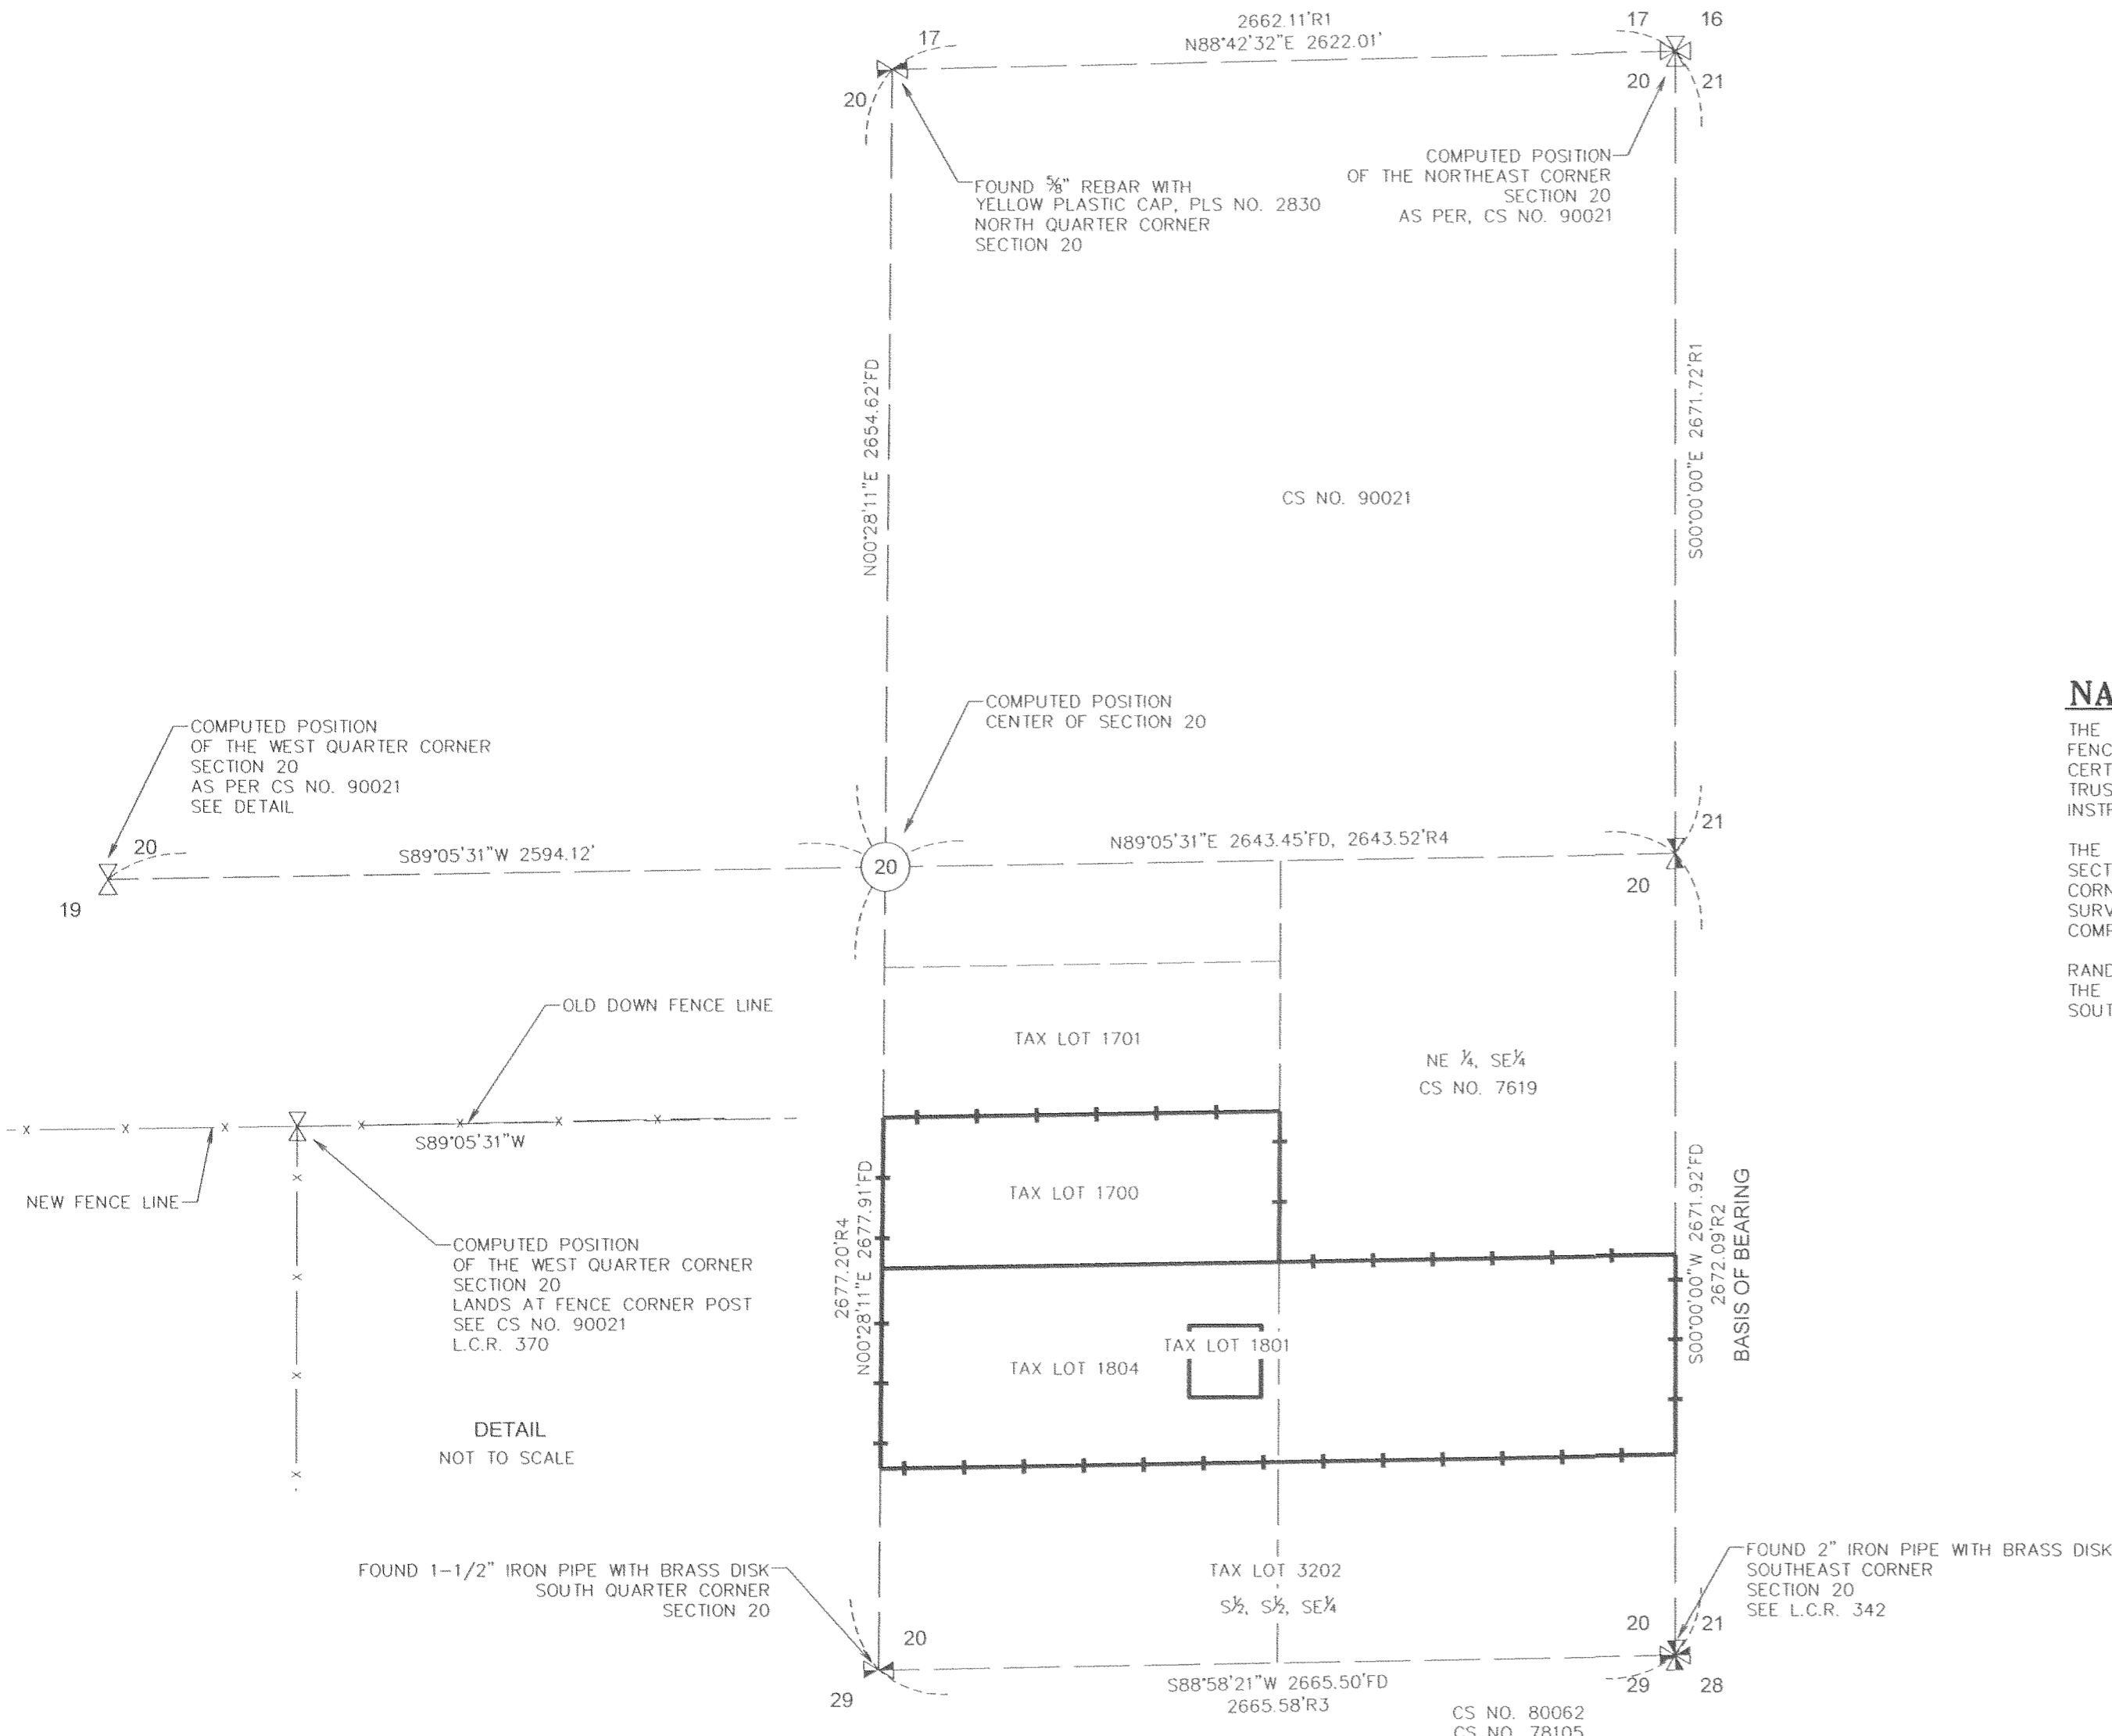 2662.11'R1
N88°42'32"E 2622.01'
17
17
16
20
20
21
FOUND ⅝" REBAR WITH
YELLOW PLASTIC CAP, PLS NO. 2830
NORTH QUARTER CORNER
SECTION 20
COMPUTED POSITION
OF THE NORTHEAST CORNER
SECTION 20
AS PER, CS NO. 90021
N00°28'11"E 2654.62'FD
S00°00'00"E 2671.72'R1
CS NO. 90021
COMPUTED POSITION
OF THE WEST QUARTER CORNER
SECTION 20
AS PER CS NO. 90021
SEE DETAIL
COMPUTED POSITION
CENTER OF SECTION 20
NA
THE
FENC
CERT
TRUS
INSTR
THE
SECT
CORN
SURV
COMP
RAND
THE
SOUT
20
19
S89°05'31"W 2594.12'
20
N89°05'31"E 2643.45'FD, 2643.52'R4
21
20
OLD DOWN FENCE LINE
TAX LOT 1701
NE ¼, SE¼
CS NO. 7619
x x x x x x x
S89°05'31"W
NEW FENCE LINE
x
x
x
x
COMPUTED POSITION
OF THE WEST QUARTER CORNER
SECTION 20
LANDS AT FENCE CORNER POST
SEE CS NO. 90021
L.C.R. 370
DETAIL
NOT TO SCALE
2677.20'R4
N00°28'11"E 2677.91'FD
TAX LOT 1700
S00°00'00"W 2671.92'FD
2672.09'R2
BASIS OF BEARING
TAX LOT 1801
TAX LOT 1804
FOUND 1-1/2" IRON PIPE WITH BRASS DISK
SOUTH QUARTER CORNER
SECTION 20
TAX LOT 3202
S½, S½, SE¼
FOUND 2" IRON PIPE WITH BRASS DISK
SOUTHEAST CORNER
SECTION 20
SEE L.C.R. 342
20
29
20
21
29
28
S88°58'21"W 2665.50'FD
2665.58'R3
CS NO. 80062
CS NO. 78105